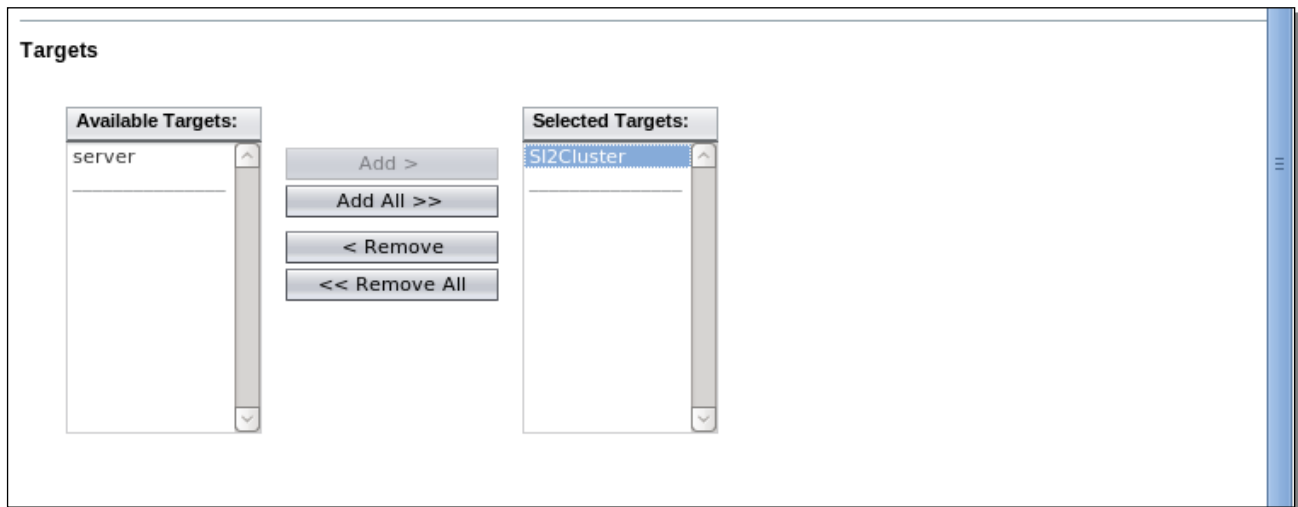 Targets
Available Targets:
server
Add >
Add All >>
< Remove
<< Remove All
Selected Targets:
SI2Cluster